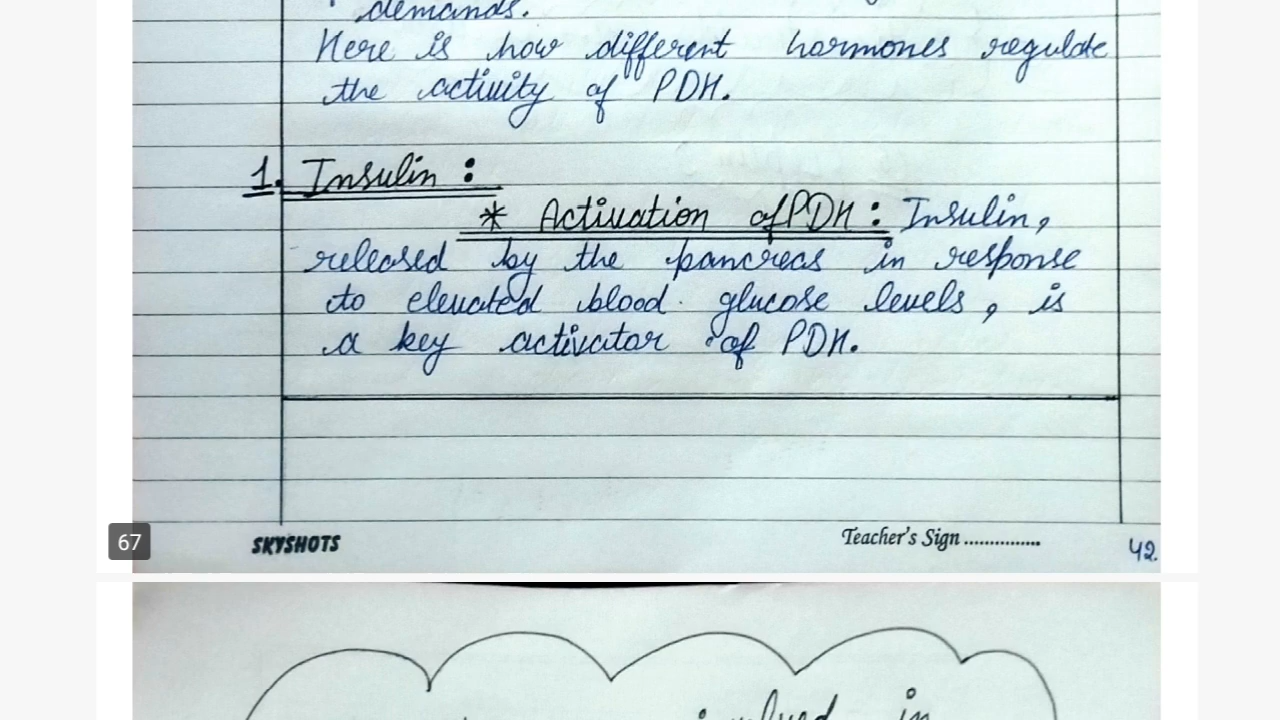 demands.
Here is how different hormones regulate
the activity of PDH.
1. Insulin :
* Activation of PDH : Insulin,
released by the pancreas in response
to elevated blood glucose levels, is
a key activator of PDH.
67
SKYSHOTS
Teacher's Sign ...............
42
involved in